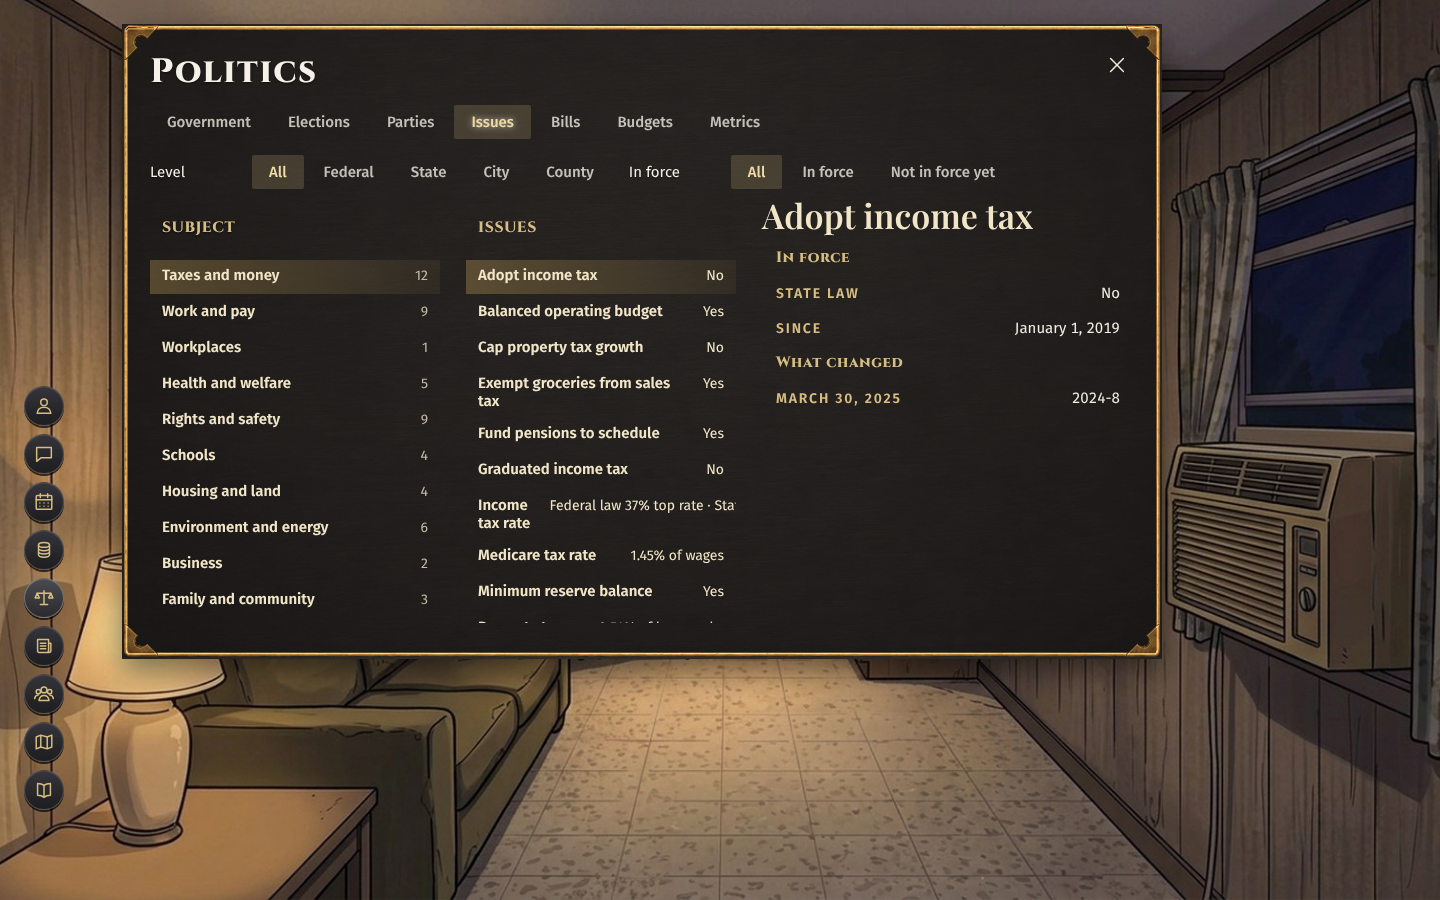 Politics
Government Elections Parties Issues Bills Budgets Metrics
Level All Federal State City County In force All In force Not in force yet
SUBJECT
Taxes and money 12
Work and pay 9
Workplaces 1
Health and welfare 5
Rights and safety 9
Schools 4
Housing and land 4
Environment and energy 6
Business 2
Family and community 3
ISSUES
Adopt income tax No
Balanced operating budget Yes
Cap property tax growth No
Exempt groceries from sales Yes
tax
Fund pensions to schedule Yes
Graduated income tax No
Income Federal law 37% top rate · Sta
tax rate
Medicare tax rate 1.45% of wages
Minimum reserve balance Yes
Adopt income tax
In force
STATE LAW No
SINCE January 1, 2019
What changed
MARCH 30, 2025 2024-8